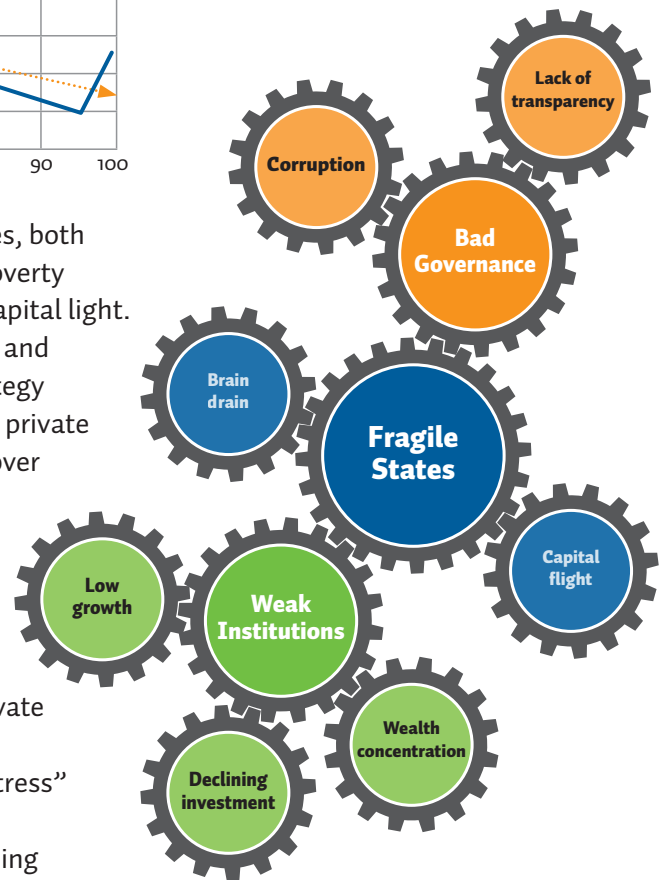 90 100
es, both
overty
apital light.
and
tegy
private
over
vate
tress”
ing
Lack of
transparency
Corruption
Bad
Governance
Brain
drain
Fragile
States
Capital
flight
Low
growth
Weak
Institutions
Wealth
concentration
Declining
investment